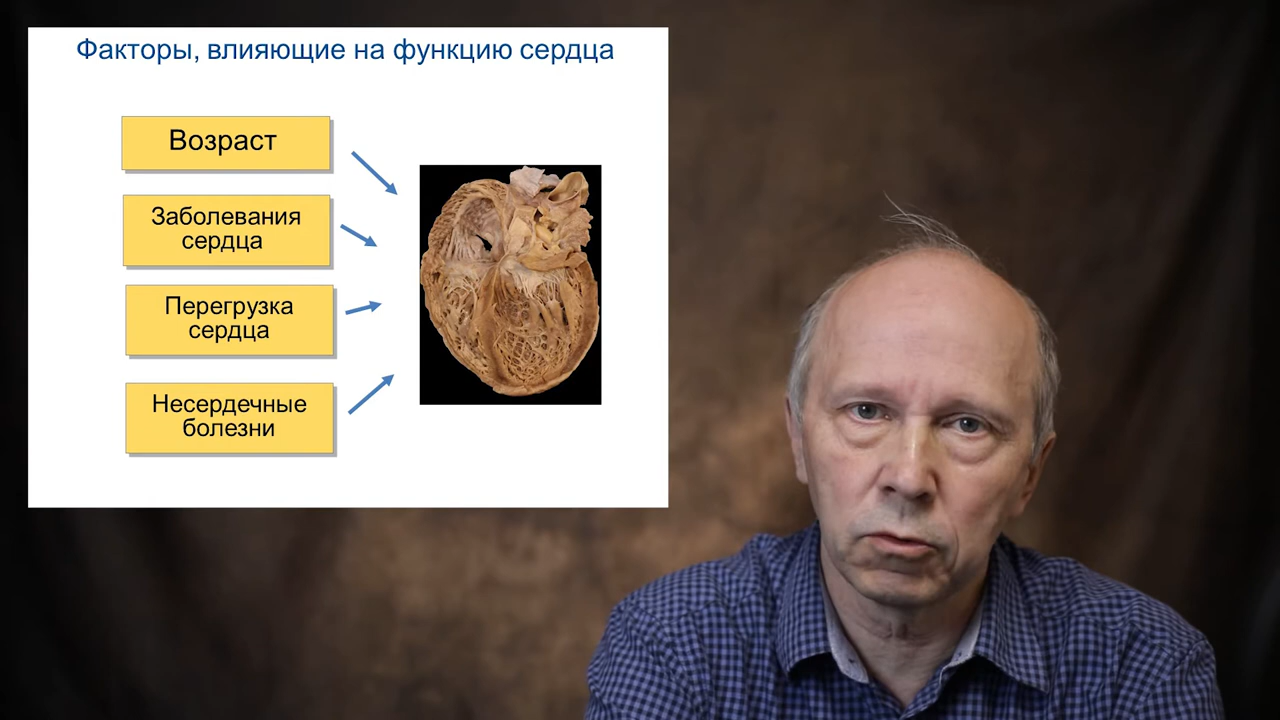 Факторы, влияющие на функцию сердца
Возраст
Заболевания
сердца
Перегрузка
сердца
Несердечные
болезни